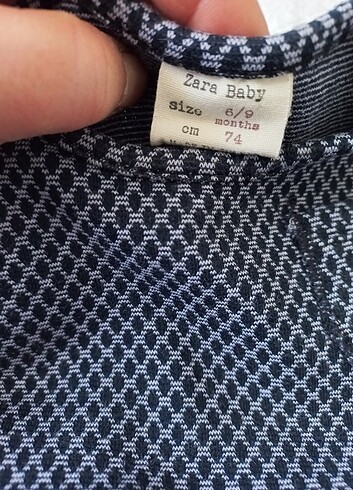 Zara Baby
size 6/9
months
cm 74